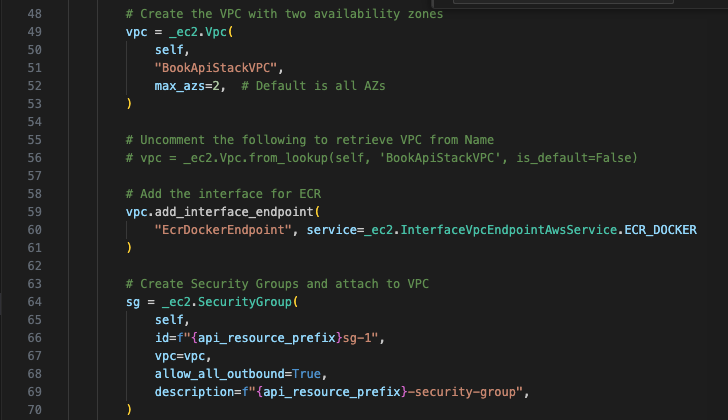 48 # Create the VPC with two availability zones
49 vpc = _ec2.Vpc(
50 self,
51 "BookApiStackVPC",
52 max_azs=2,  # Default is all AZs
53 )
54
55 # Uncomment the following to retrieve VPC from Name
56 # vpc = _ec2.Vpc.from_lookup(self, 'BookApiStackVPC', is_default=False)
57
58 # Add the interface for ECR
59 vpc.add_interface_endpoint(
60 "EcrDockerEndpoint", service=_ec2.InterfaceVpcEndpointAwsService.ECR_DOCKER
61 )
62
63 # Create Security Groups and attach to VPC
64 sg = _ec2.SecurityGroup(
65 self,
66 id=f"{api_resource_prefix}sg-1",
67 vpc=vpc,
68 allow_all_outbound=True,
69 description=f"{api_resource_prefix}-security-group",
70 )